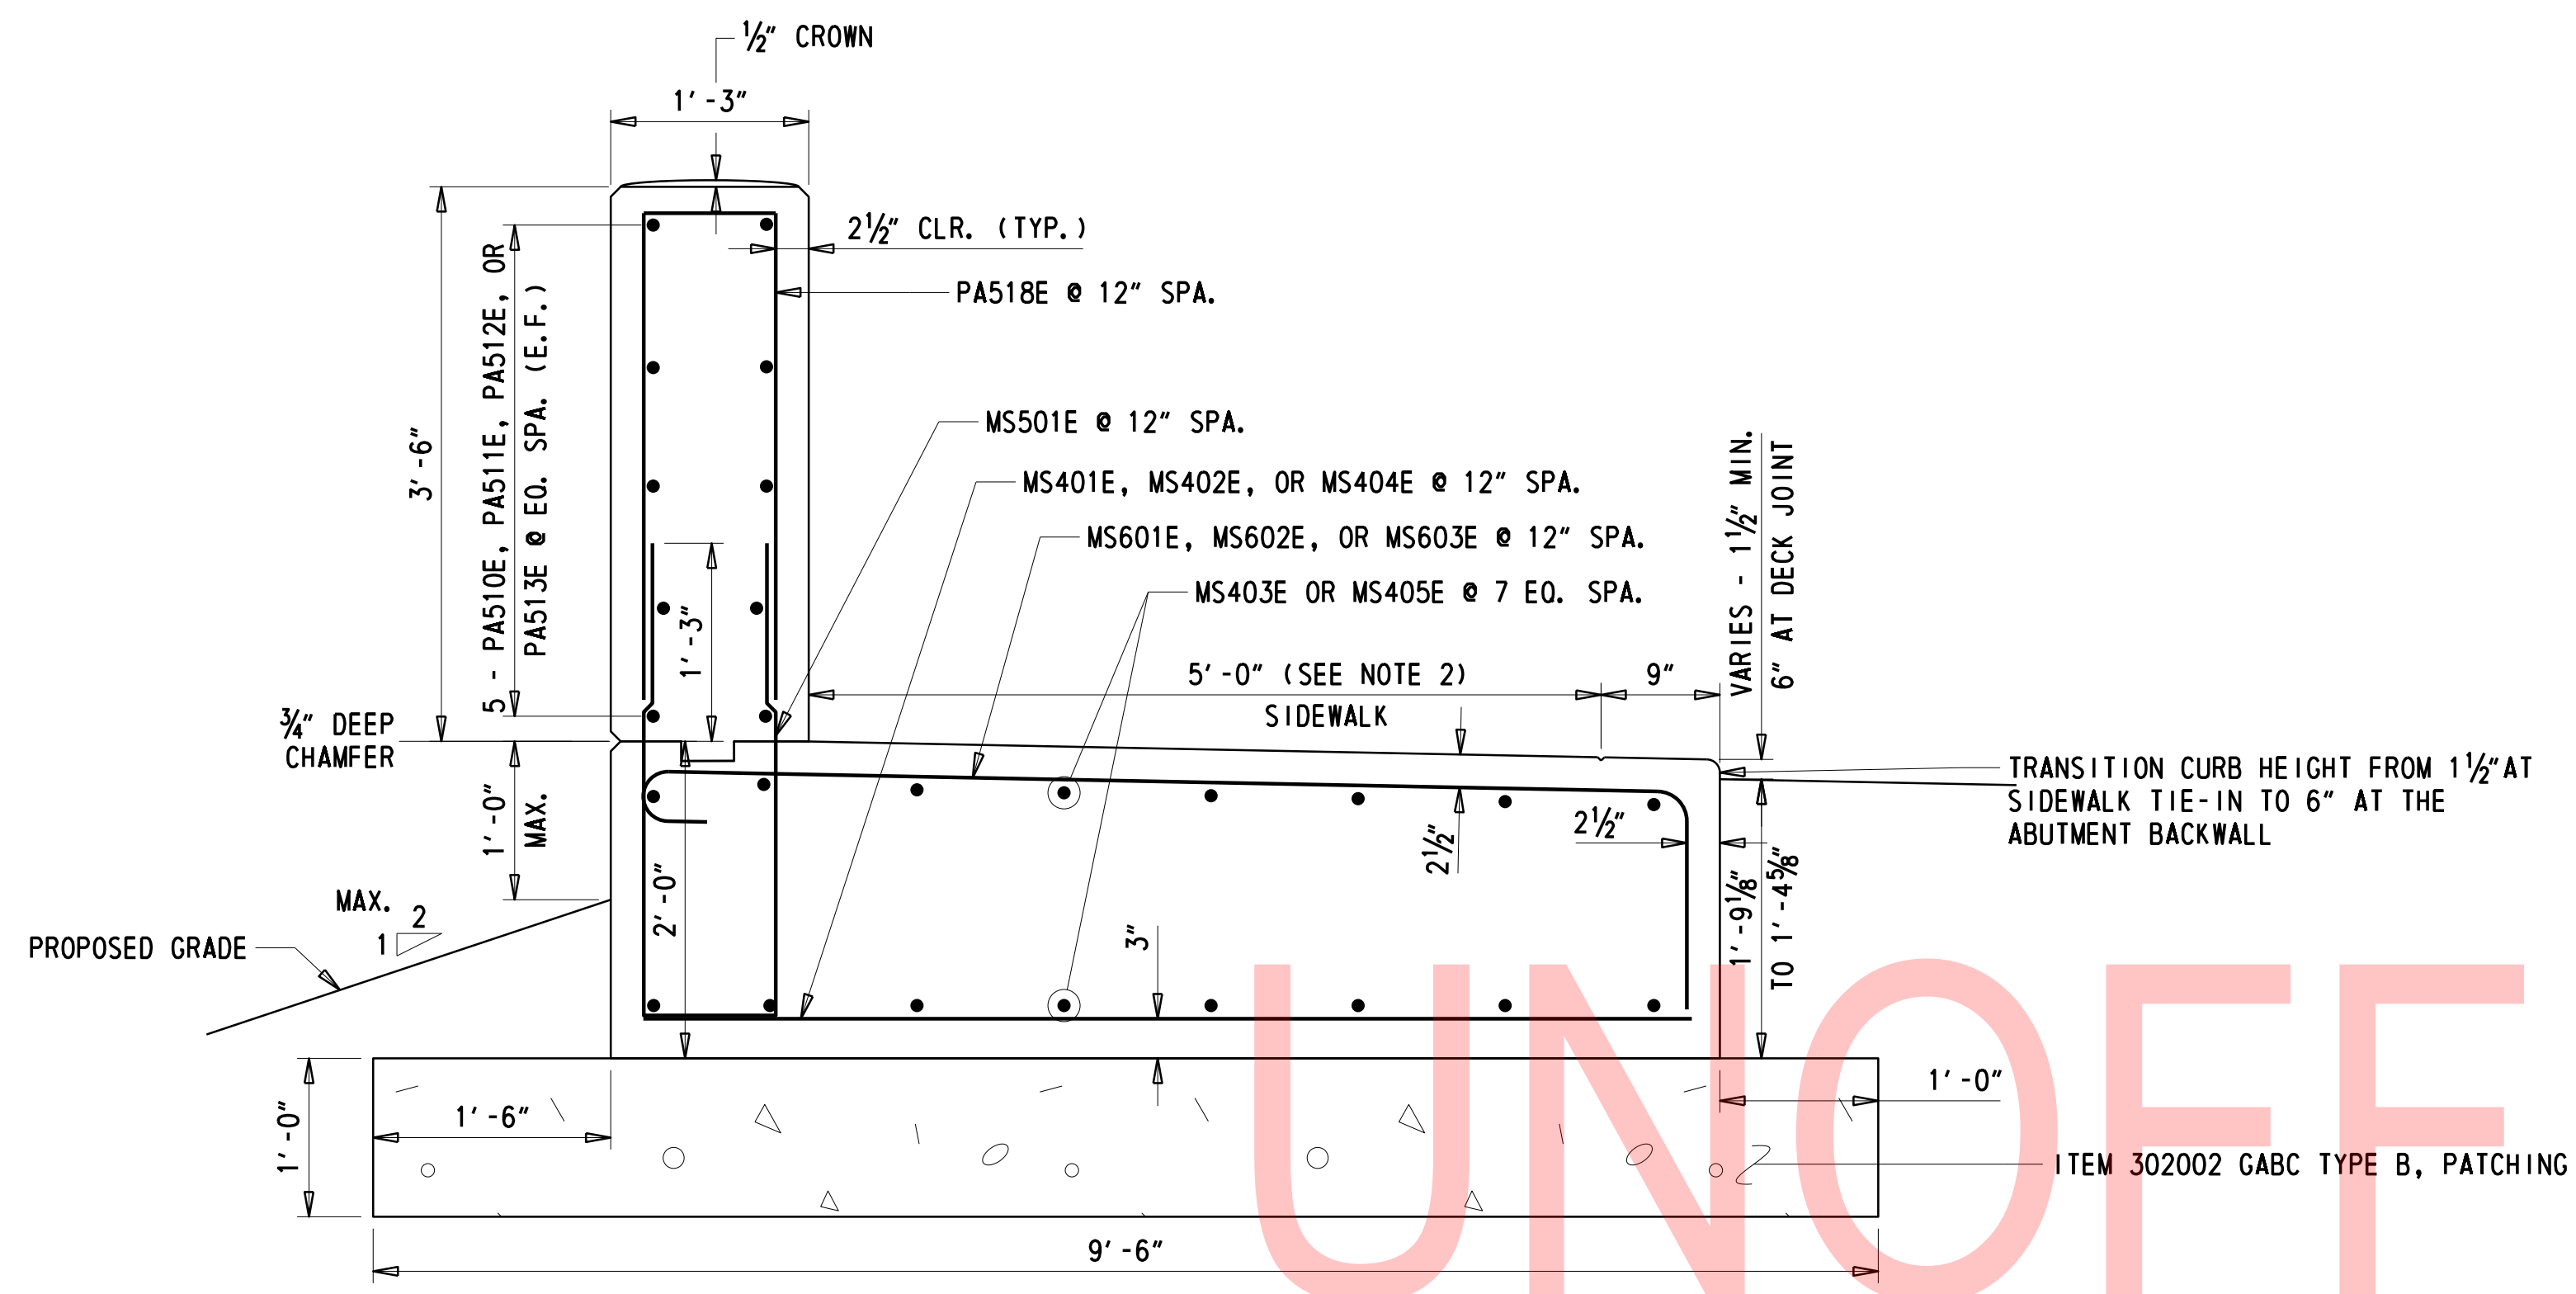 ½" CROWN
1'-3"
2½" CLR. (TYP.)
PA518E @ 12" SPA.
3'-6"
5 - PA510E, PA511E, PA512E, OR
PA513E @ EQ. SPA. (E.F.)
MS501E @ 12" SPA.
MS401E, MS402E, OR MS404E @ 12" SPA.
MS601E, MS602E, OR MS603E @ 12" SPA.
MS403E OR MS405E @ 7 EQ. SPA.
1'-3"
VARIES - 1½" MIN.
6" AT DECK JOINT
5'-0" (SEE NOTE 2)
SIDEWALK
9"
¾" DEEP
CHAMFER
1'-0"
MAX.
TRANSITION CURB HEIGHT FROM 1½" AT
SIDEWALK TIE-IN TO 6" AT THE
ABUTMENT BACKWALL
2½"
2½"
MAX.
2
1
PROPOSED GRADE
2'-0"
3"
1'-9⅛"
TO 1'-4⅝"
1'-0"
1'-6"
1'-0"
ITEM 302002 GABC TYPE B, PATCHING
9'-6"
UNOFF